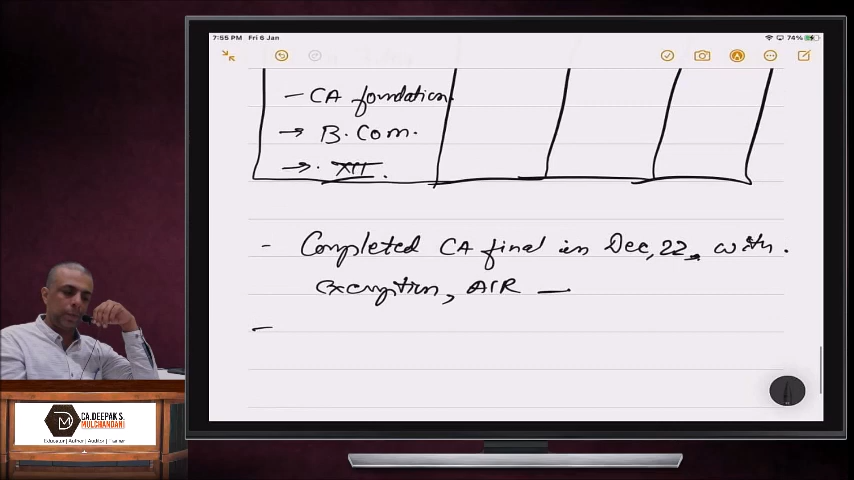 7:55 PM Fri 6 Jan
74%
- CA foundation.
→ B.Com.
→. XII.
- Completed CA final in Dec, 22, with.
exemption, AIR —
-
CA.DEEPAK S.
MULCHANDANI
Educator | Author | Auditor | Trainer